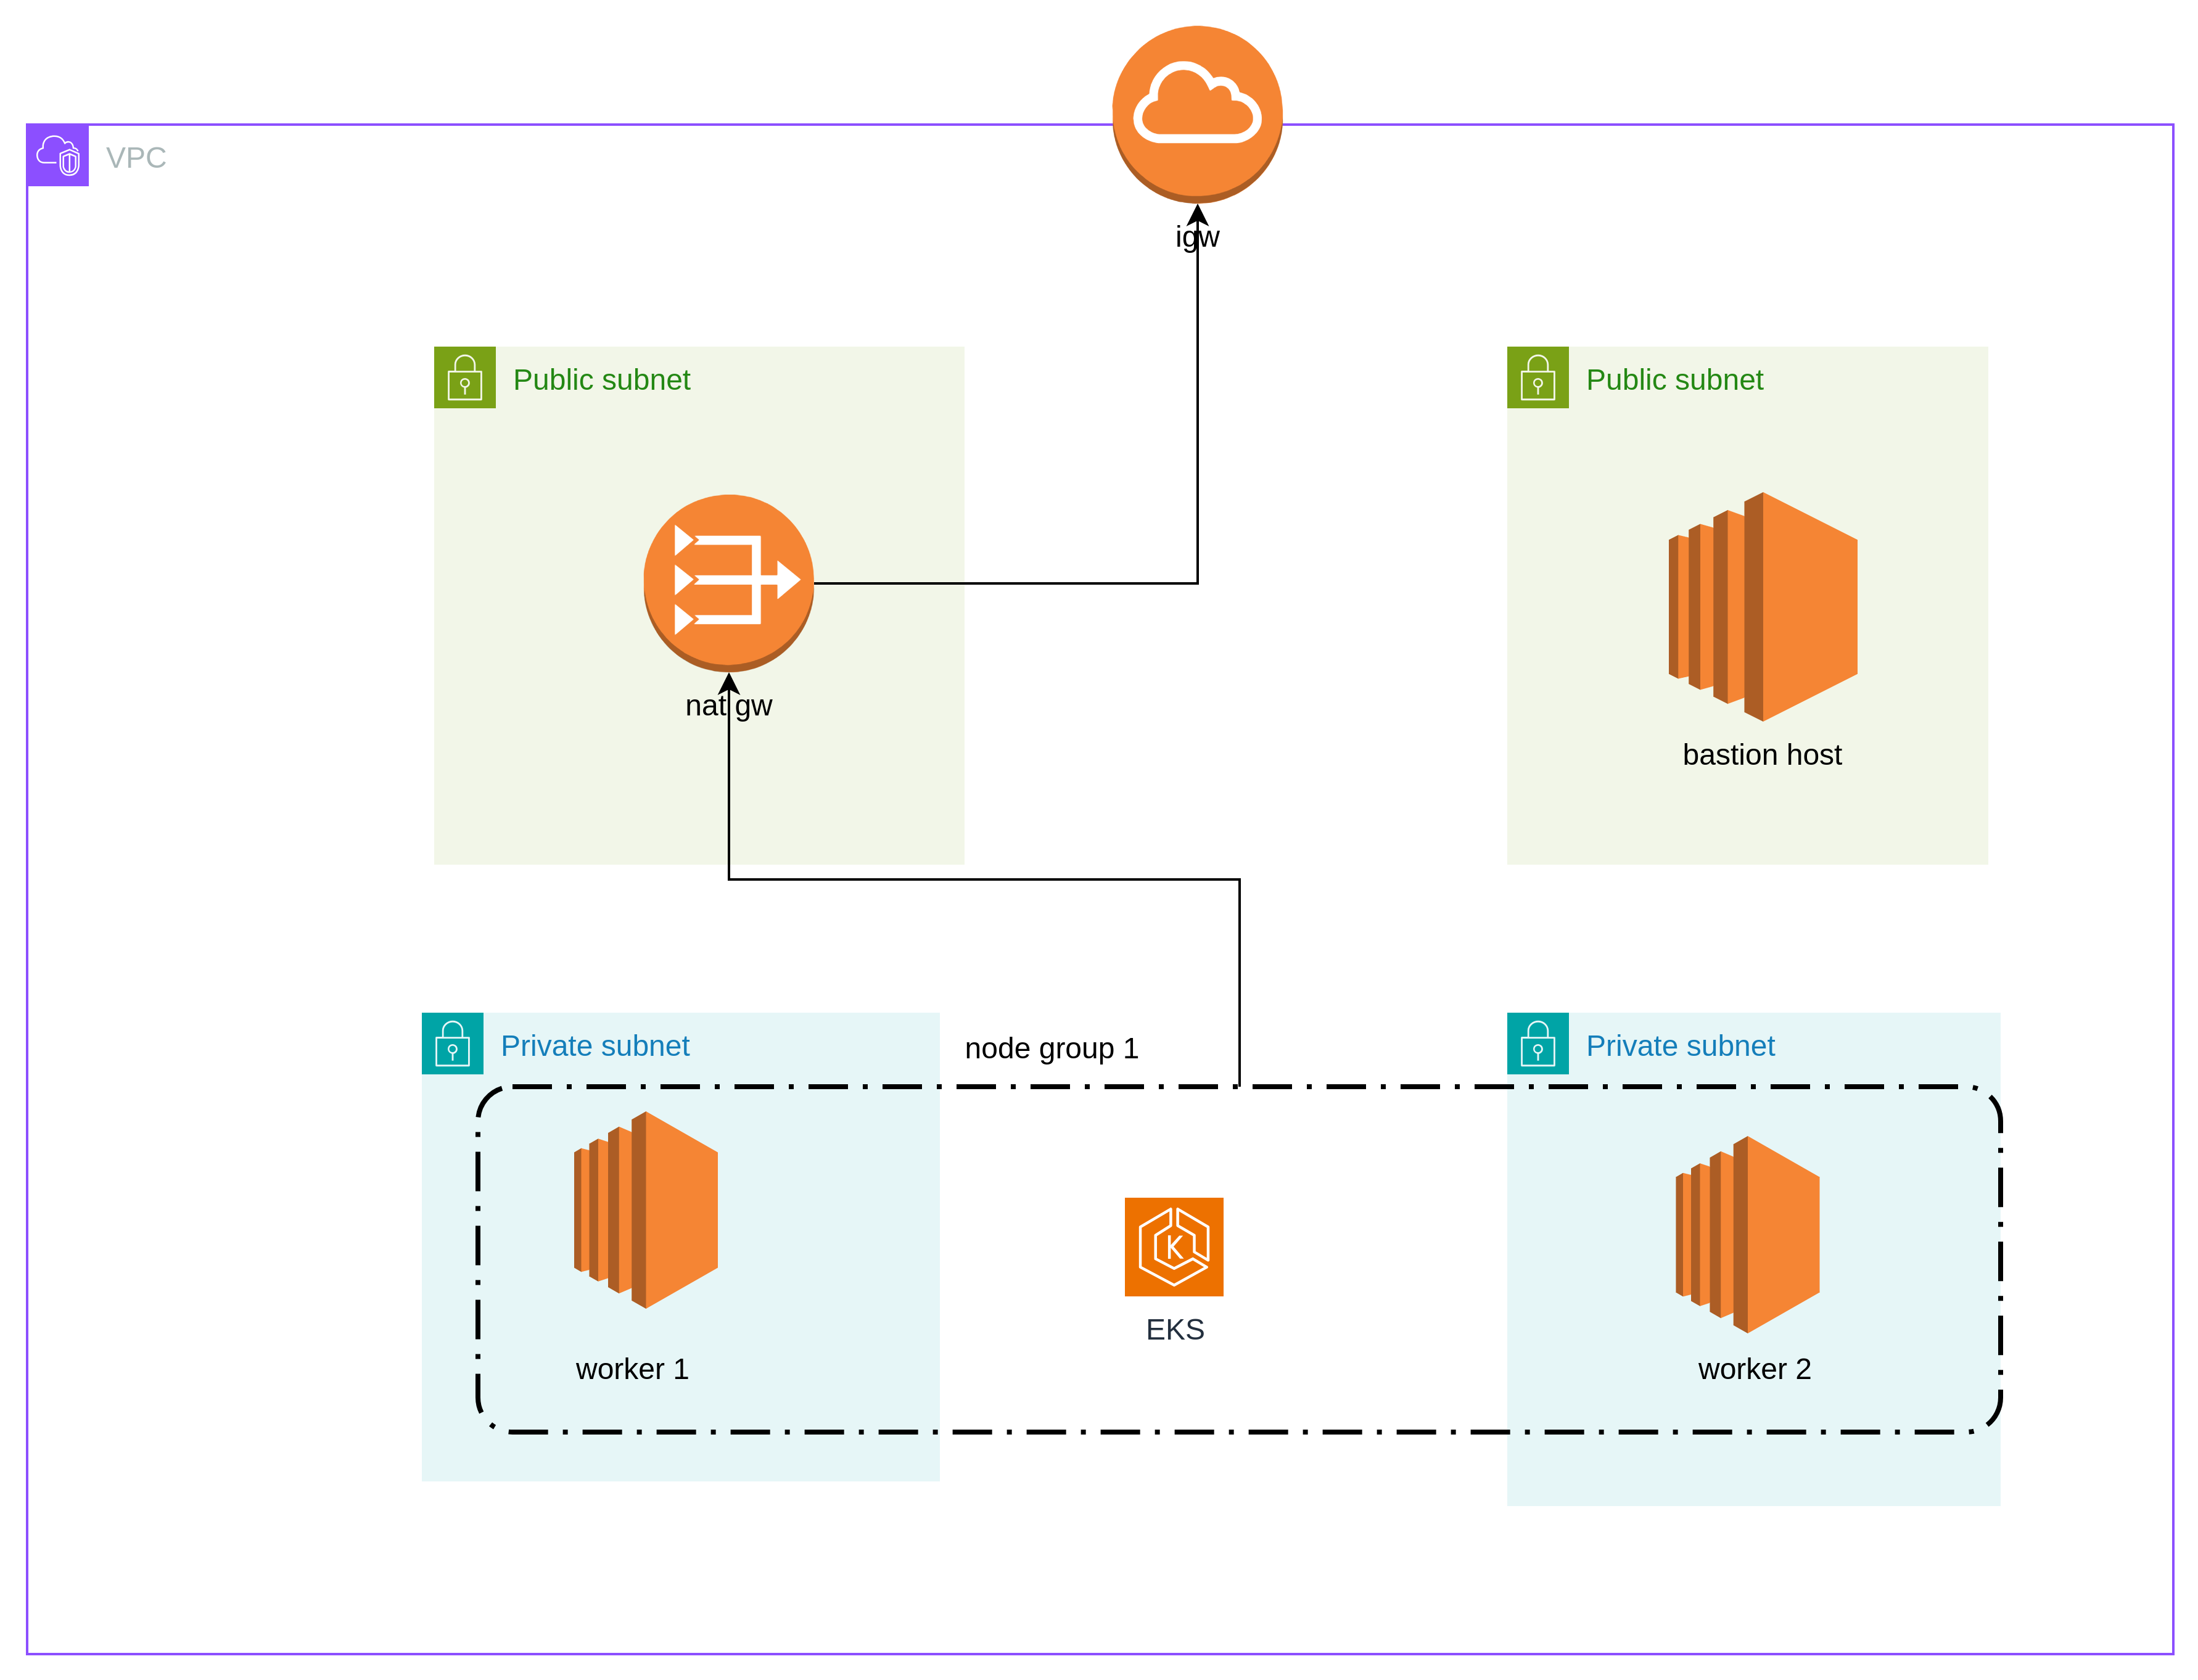 igw
VPC
Public subnet
Public subnet
nat gw
bastion host
Private subnet
node group 1
Private subnet
K
EKS
worker 1
worker 2